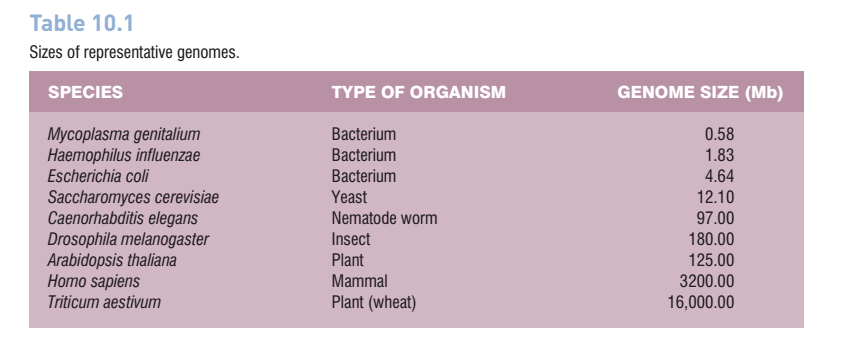 Table 10.1
Sizes of representative genomes.
SPECIES TYPE OF ORGANISM GENOME SIZE (Mb)
Mycoplasma genitalium Bacterium 0.58
Haemophilus influenzae Bacterium 1.83
Escherichia coli Bacterium 4.64
Saccharomyces cerevisiae Yeast 12.10
Caenorhabditis elegans Nematode worm 97.00
Drosophila melanogaster Insect 180.00
Arabidopsis thaliana Plant 125.00
Homo sapiens Mammal 3200.00
Triticum aestivum Plant (wheat) 16,000.00